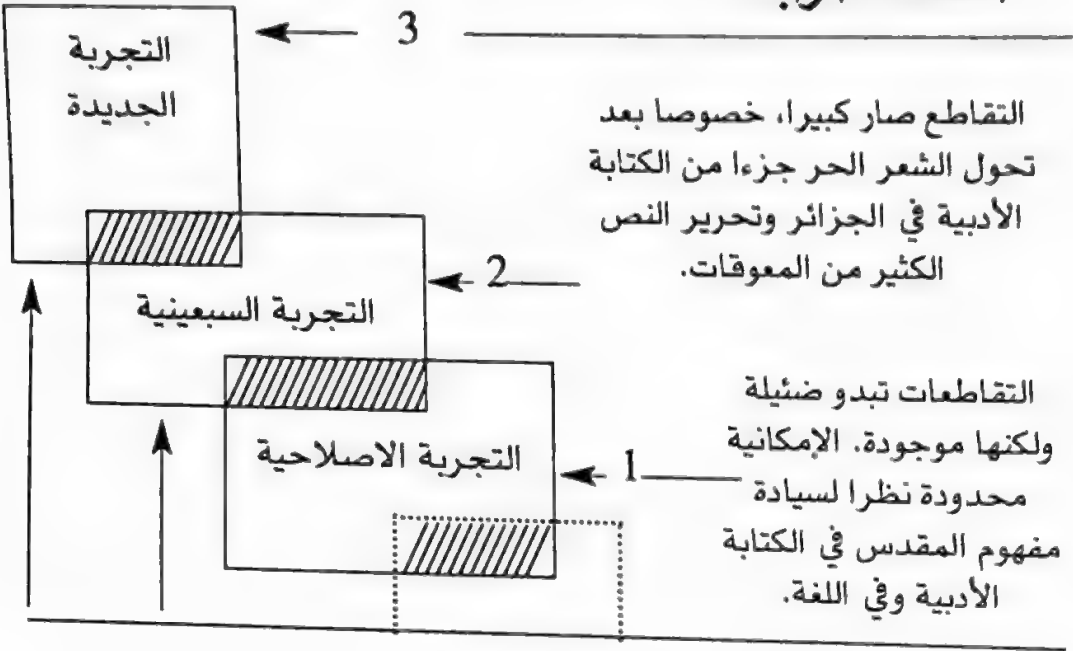 3
التجربة
الجديدة
التقاطع صار كبيرا، خصوصا بعد
تحول الشعر الحر جزءا من الكتابة
الأدبية في الجزائر وتحرير النص
الكثير من المعوقات.
2
التجربة السبعينية
التقاطعات تبدو ضئيلة
ولكنها موجودة. الإمكانية
محدودة نظرا لسيادة
مفهوم المقدس في الكتابة
الأدبية وفي اللغة.
1
التجربة الاصلاحية